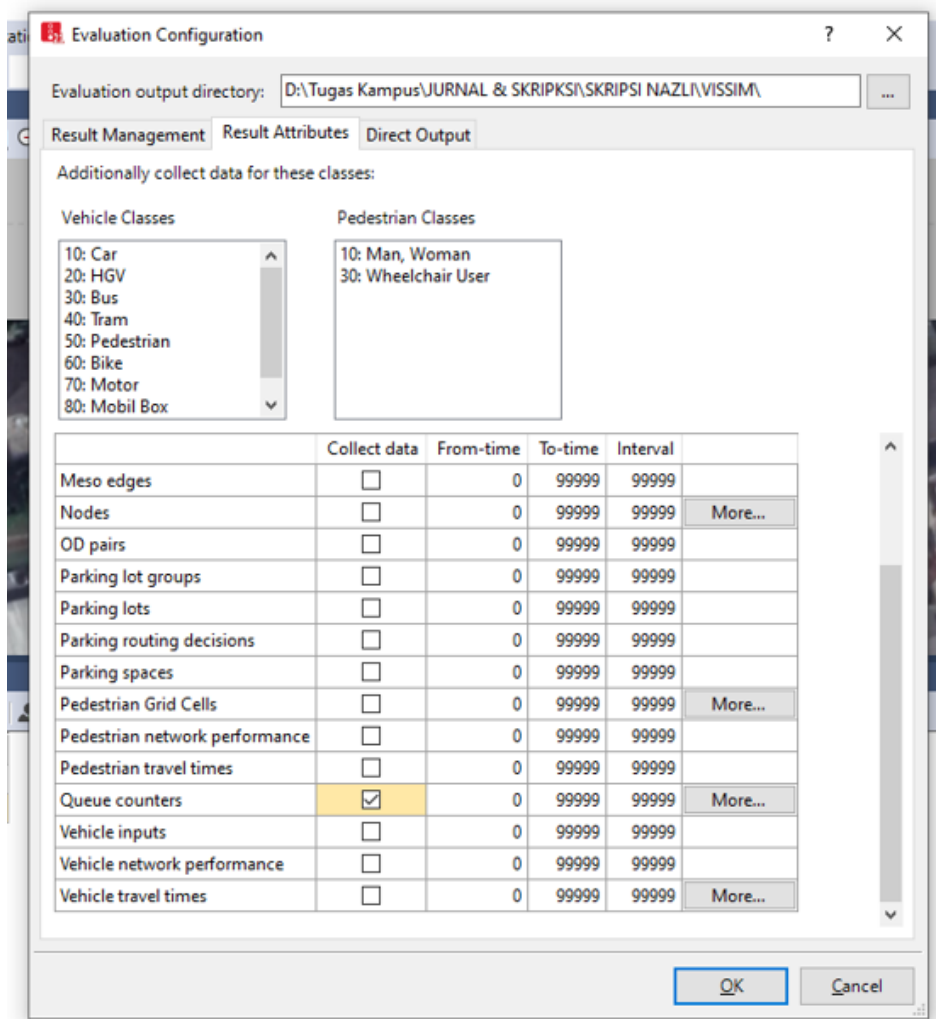 ati
Evaluation Configuration ? ×
Evaluation output directory: D:\Tugas Kampus\JURNAL & SKRIPKSI\SKRIPSI NAZLI\VISSIM\ ...
Result Management Result Attributes Direct Output
Additionally collect data for these classes:
Vehicle Classes Pedestrian Classes
10: Car 10: Man, Woman
20: HGV 30: Wheelchair User
30: Bus
40: Tram
50: Pedestrian
60: Bike
70: Motor
80: Mobil Box
Collect data From-time To-time Interval
Meso edges 0 99999 99999
Nodes 0 99999 99999 More...
OD pairs 0 99999 99999
Parking lot groups 0 99999 99999
Parking lots 0 99999 99999
Parking routing decisions 0 99999 99999
Parking spaces 0 99999 99999
Pedestrian Grid Cells 0 99999 99999 More...
Pedestrian network performance 0 99999 99999
Pedestrian travel times 0 99999 99999
Queue counters 0 99999 99999 More...
Vehicle inputs 0 99999 99999
Vehicle network performance 0 99999 99999
Vehicle travel times 0 99999 99999 More...
OK Cancel